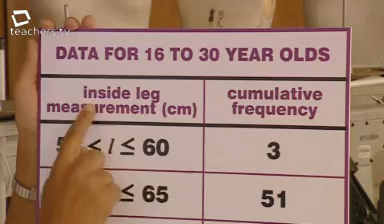 teachers.tv
DATA FOR 16 TO 30 YEAR OLDS
inside leg
measurement (cm)
cumulative
frequency
< l ≤ 60
3
≤ 65
51